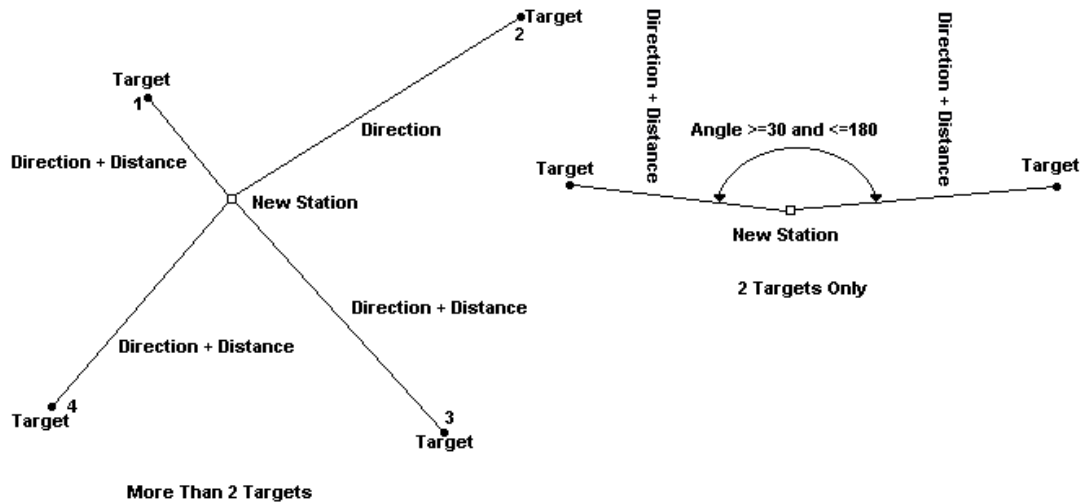 Target
2
Target
1
Direction
Direction + Distance
New Station
Direction + Distance
Direction + Distance
4
Target
3
Target
More Than 2 Targets
Direction + Distance
Direction + Distance
Angle >=30 and <=180
Target
Target
New Station
2 Targets Only